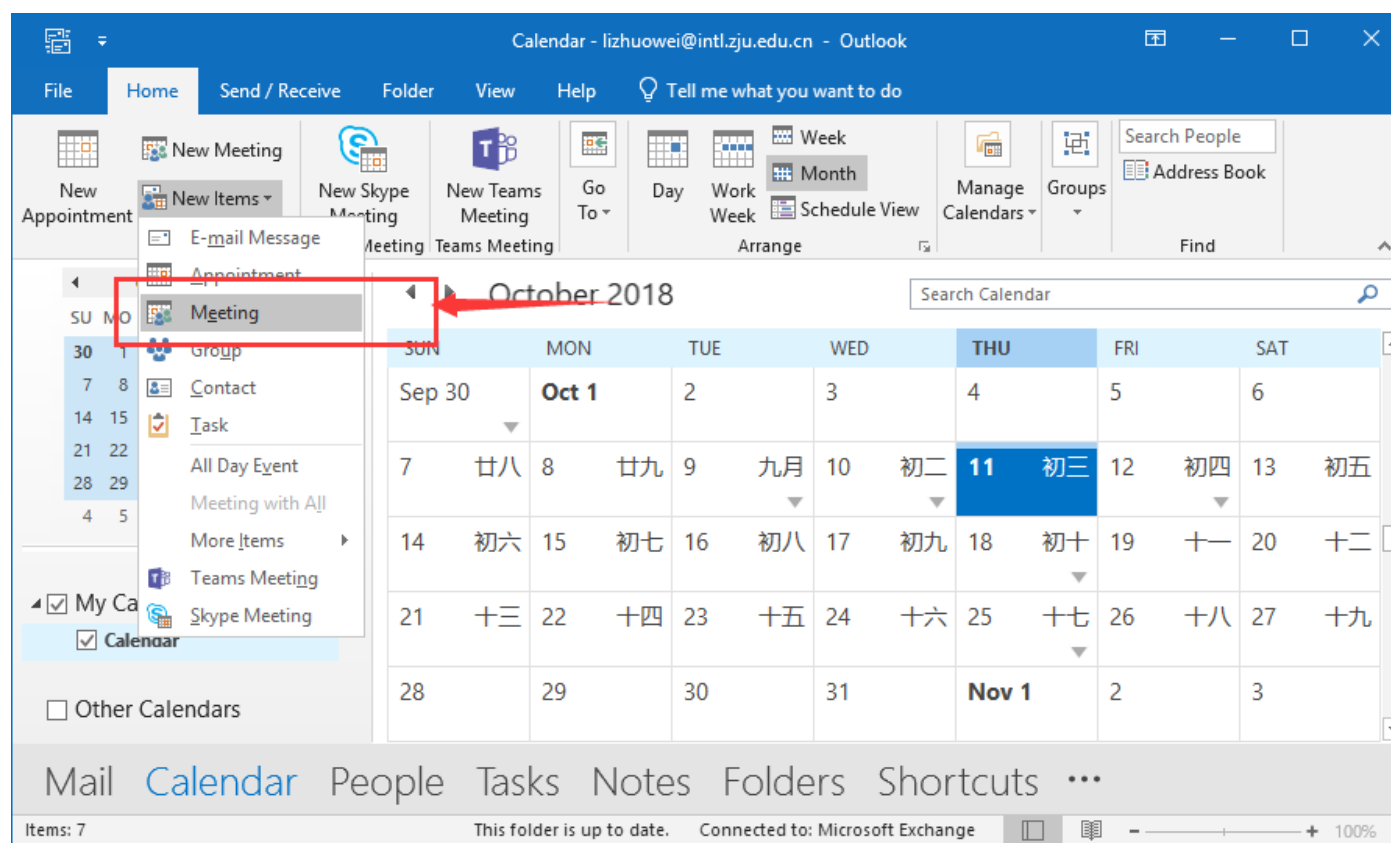 Calendar - lizhuowei@intl.zju.edu.cn - Outlook
File Home Send / Receive Folder View Help Tell me what you want to do
New Appointment
New Meeting
New Items
New Skype Meeting
New Teams Meeting
Go To
Day
Work Week
Week
Month
Schedule View
Manage Calendars
Groups
Search People
Address Book
Meeting Teams Meeting Arrange Find
E-mail Message
Appointment
Meeting
Group
Contact
Task
All Day Event
Meeting with All
More Items
Teams Meeting
Skype Meeting
SU MO
30 1
7 8
14 15
21 22
28 29
4 5
My Ca
Calendar
Other Calendars
October 2018
Search Calendar
SUN MON TUE WED THU FRI SAT
Sep 30 Oct 1 2 3 4 5 6
7 廿八 8 廿九 9 九月 10 初二 11 初三 12 初四 13 初五
14 初六 15 初七 16 初八 17 初九 18 初十 19 十一 20 十二
21 十三 22 十四 23 十五 24 十六 25 十七 26 十八 27 十九
28 29 30 31 Nov 1 2 3
Mail Calendar People Tasks Notes Folders Shortcuts ···
Items: 7 This folder is up to date. Connected to: Microsoft Exchange 100%